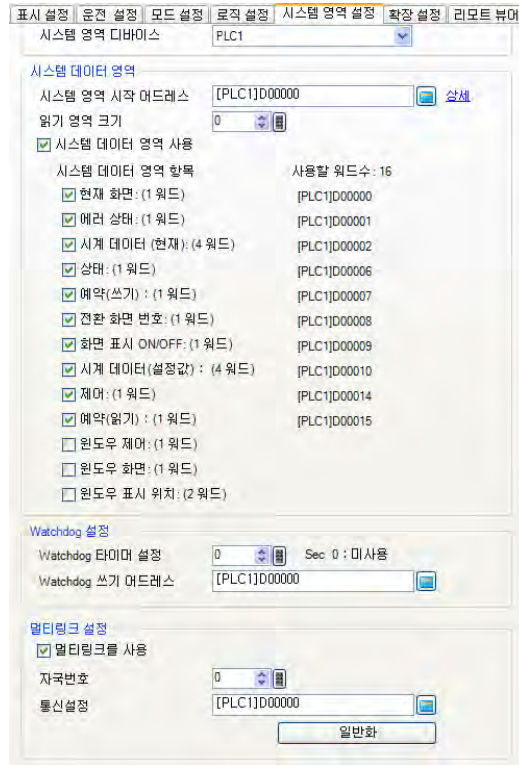 표시 설정 운전 설정 모드 설정 로직 설정 시스템 영역 설정 확장 설정 리모트 뷰어
시스템 영역 디바이스 PLC1
시스템 데이터 영역
시스템 영역 시작 어드레스 [PLC1]D00000 상세
읽기 영역 크기 0
시스템 데이터 영역 사용
시스템 데이터 영역 항목 사용할 워드수: 16
현재 화면: (1 워드) [PLC1]D00000
에러 상태: (1 워드) [PLC1]D00001
시계 데이터 (현재): (4 워드) [PLC1]D00002
상태: (1 워드) [PLC1]D00006
예약(쓰기) : (1 워드) [PLC1]D00007
전환 화면 번호: (1 워드) [PLC1]D00008
화면 표시 ON/OFF: (1 워드) [PLC1]D00009
시계 데이터(설정값) : (4 워드) [PLC1]D00010
제어: (1 워드) [PLC1]D00014
예약(읽기) : (1 워드) [PLC1]D00015
윈도우 제어: (1 워드)
윈도우 화면: (1 워드)
윈도우 표시 위치: (2 워드)
Watchdog 설정
Watchdog 타이머 설정 0 Sec 0 : 미사용
Watchdog 쓰기 어드레스 [PLC1]D00000
멀티링크 설정
멀티링크를 사용
자국번호 0
통신설정 [PLC1]D00000
일반화